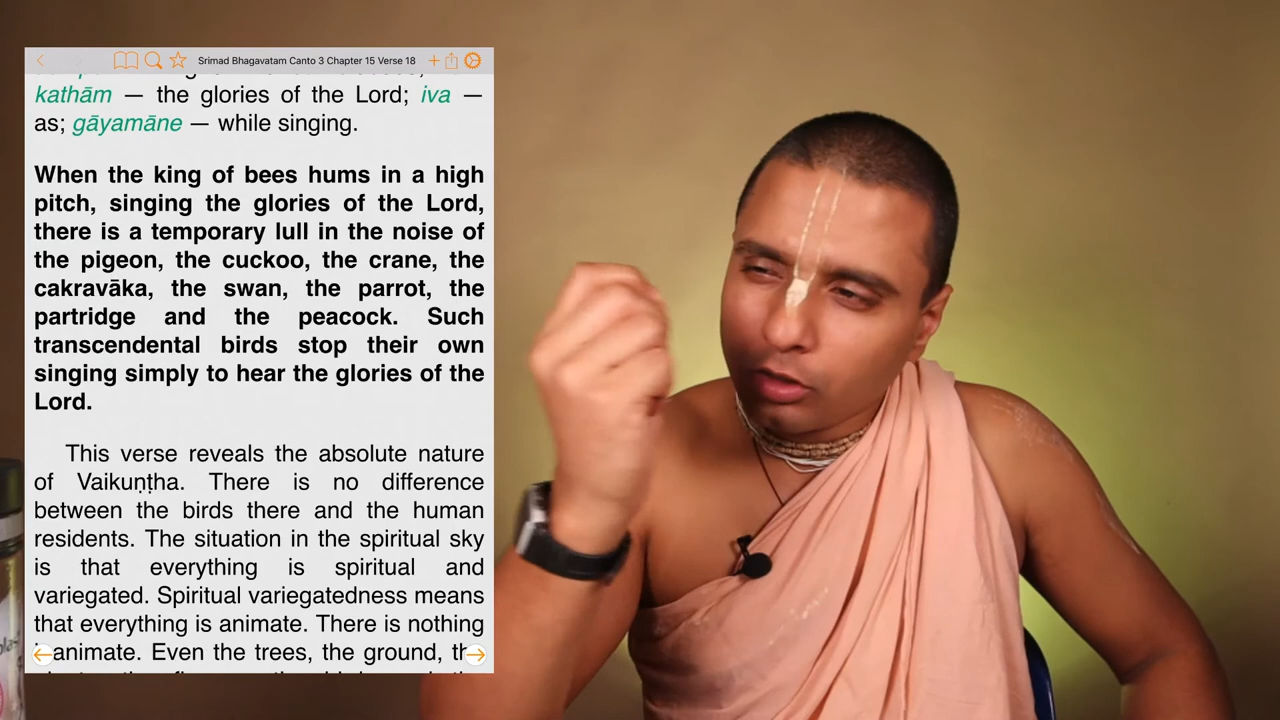 Srimad Bhagavatam Canto 3 Chapter 15 Verse 18
kathām — the glories of the Lord; iva —
as; gāyamāne — while singing.
When the king of bees hums in a high
pitch, singing the glories of the Lord,
there is a temporary lull in the noise of
the pigeon, the cuckoo, the crane, the
cakravāka, the swan, the parrot, the
partridge and the peacock. Such
transcendental birds stop their own
singing simply to hear the glories of the
Lord.
This verse reveals the absolute nature
of Vaikuṇṭha. There is no difference
between the birds there and the human
residents. The situation in the spiritual sky
is that everything is spiritual and
variegated. Spiritual variegatedness means
that everything is animate. There is nothing
Even the trees, the ground,